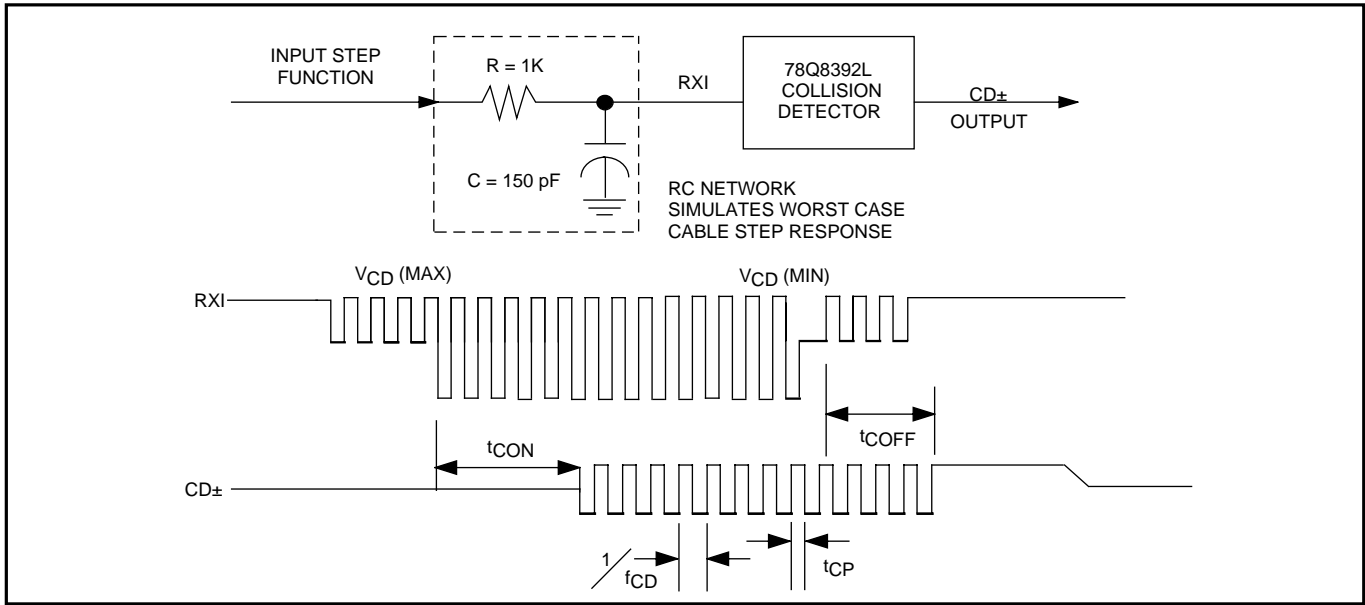 INPUT STEP
FUNCTION
R = 1K
RXI
78Q8392L
COLLISION
DETECTOR
CD±
OUTPUT
C = 150 pF
RC NETWORK
SIMULATES WORST CASE
CABLE STEP RESPONSE
VCD (MAX)
VCD (MIN)
RXI
tCOFF
tCON
CD±
1/fCD
tCP